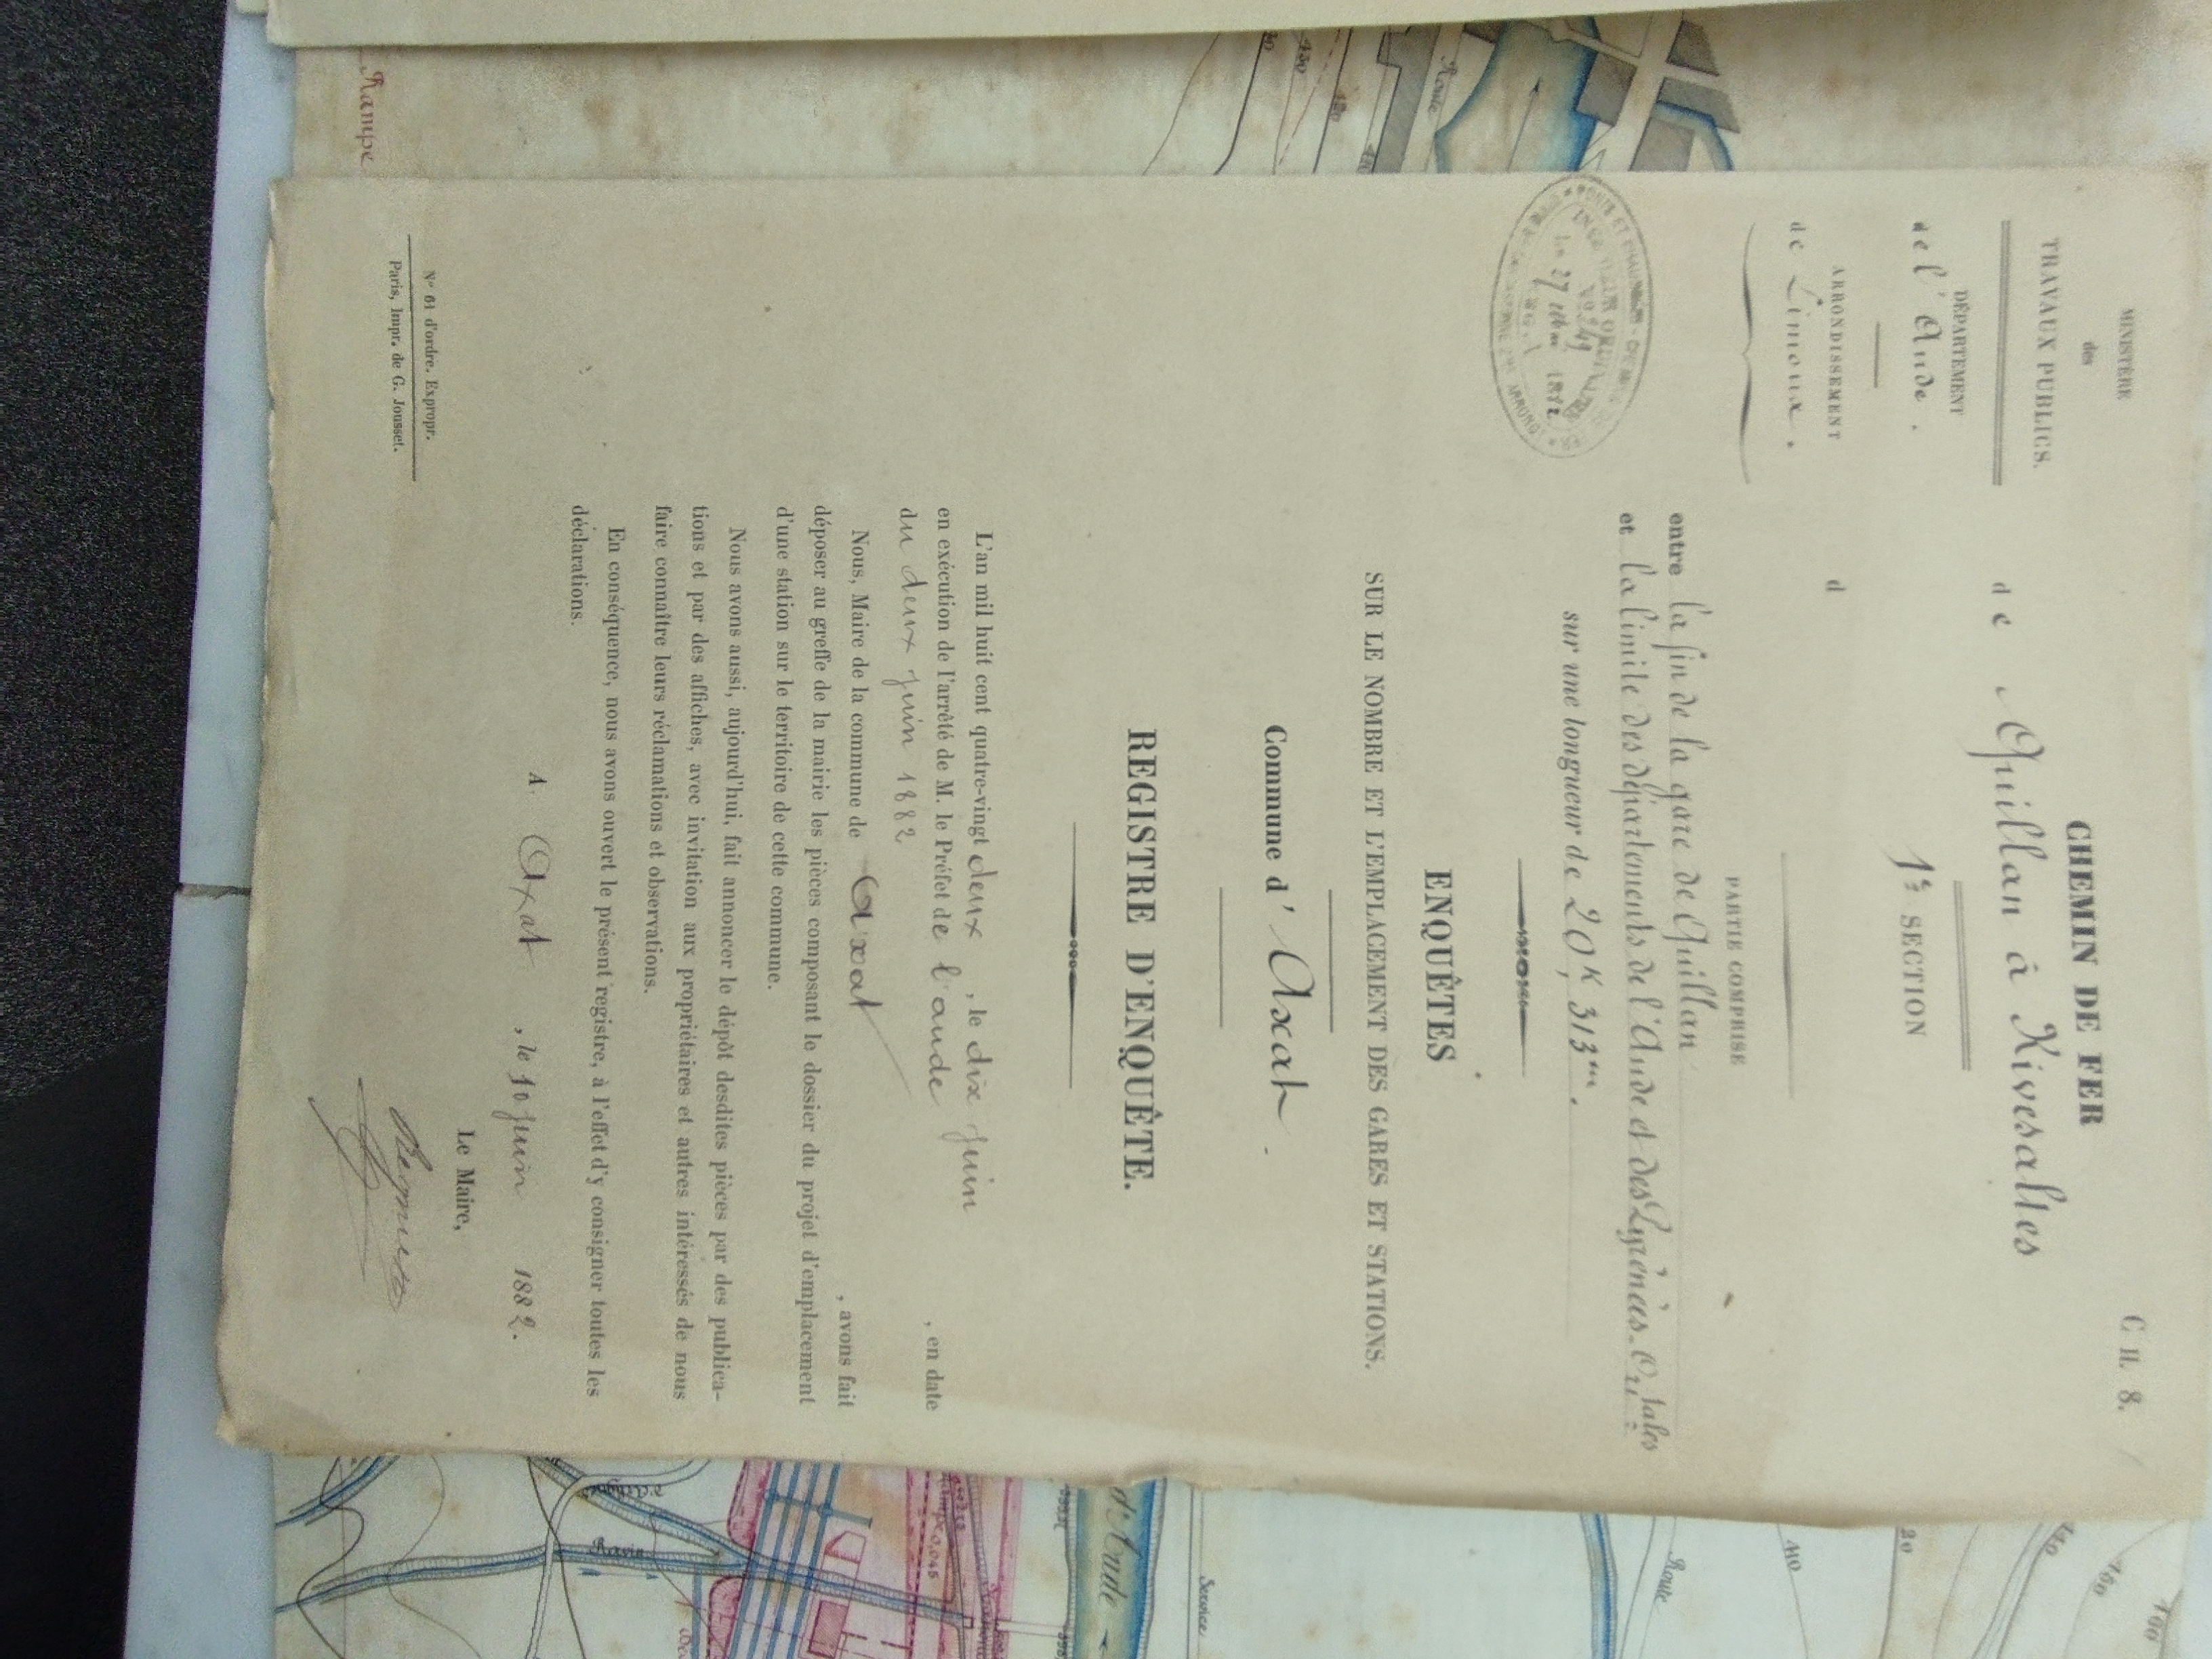 MINISTÈRE
des
TRAVAUX PUBLICS.
DÉPARTEMENT
de l'Aude.
ARRONDISSEMENT
de Limoux.
C H. 8.
CHEMIN DE FER
de Quillan à Rivesaltes
1re SECTION
d
PARTIE COMPRISE
entre la fin de la gare de Quillan
et la limite des départements de l'Aude et des Pyrénées-Ortales
sur une longueur de 20K, 313m.
INGÉNIEUR ORDINAIRE
No 249
Le 27 1882
ENQUÊTES
SUR LE NOMBRE ET L'EMPLACEMENT DES GARES ET STATIONS.
Commune d'Axat.
REGISTRE D'ENQUÊTE.
L'an mil huit cent quatre-vingt deux, le dix juin
en exécution de l'arrêté de M. le Préfet de l'aude, en date
du deux juin 1882
Nous, Maire de la commune de Axat, avons fait
déposer au greffe de la mairie les pièces composant le dossier du projet d'emplacement
d'une station sur le territoire de cette commune.
Nous avons aussi, aujourd'hui, fait annoncer le dépôt desdites pièces par des publica-
tions et par des affiches, avec invitation aux propriétaires et autres intéressés de nous
faire connaître leurs réclamations et observations.
En conséquence, nous avons ouvert le présent registre, à l'effet d'y consigner toutes les
déclarations.
A Axat, le 10 juin 1882.
Le Maire,
No 61 d'ordre. Expropr.
Paris, Impr. de G. Jousset.
Route
430
Rampe
100
150
140
110
Route
Service
d'Aude
Rampe 0,045